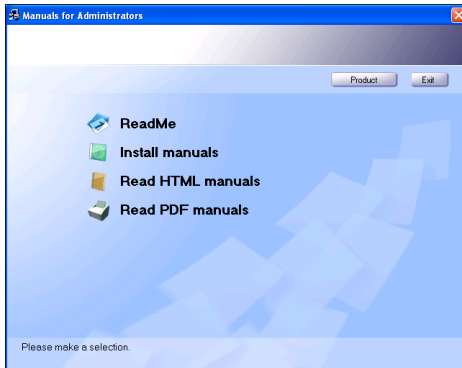 Manuals for Administrators
Product Exit
ReadMe
Install manuals
Read HTML manuals
Read PDF manuals
Please make a selection.